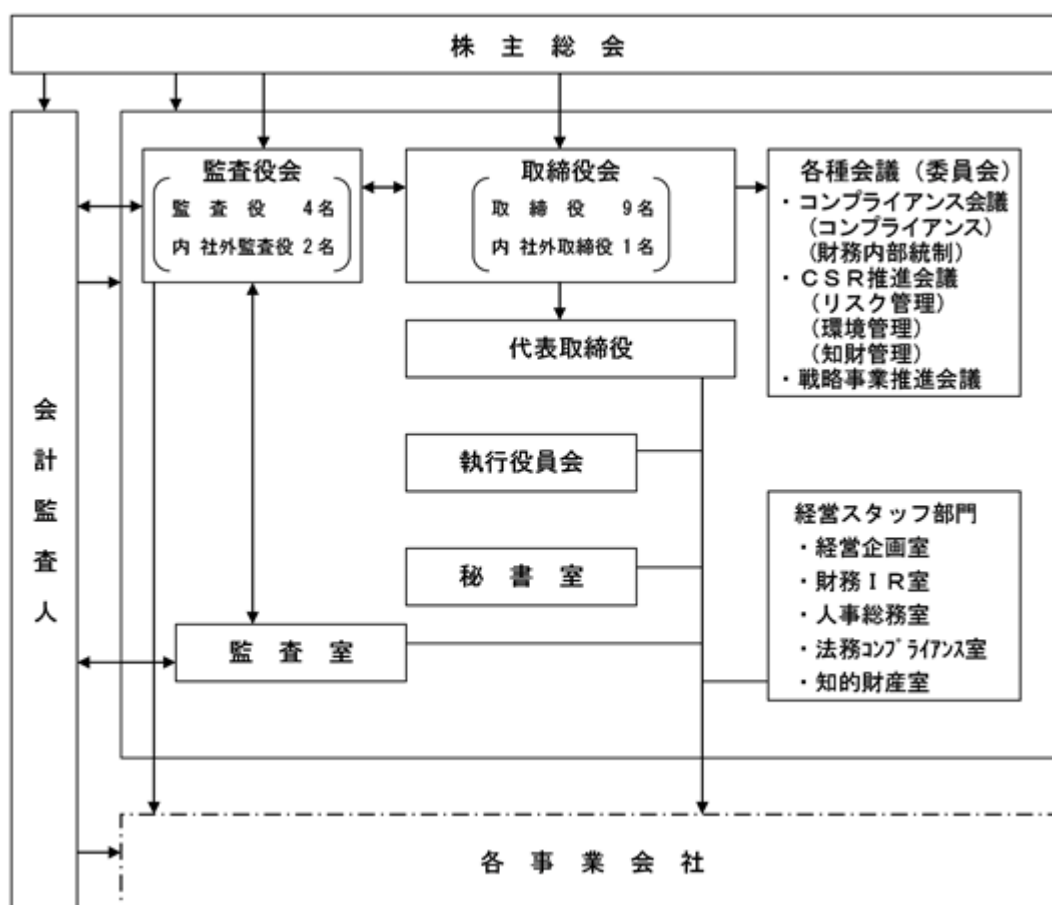 株主総会
監査役会
監査役 4名
内 社外監査役 2名
取締役会
取締役 9名
内 社外取締役 1名
各種会議（委員会）
・コンプライアンス会議
（コンプライアンス）
（財務内部統制）
・ＣＳＲ推進会議
（リスク管理）
（環境管理）
（知財管理）
・戦略事業推進会議
代表取締役
会計監査人
執行役員会
秘書室
監査室
経営スタッフ部門
・経営企画室
・財務ＩＲ室
・人事総務室
・法務ｺﾝﾌﾟﾗｲｱﾝｽ室
・知的財産室
各事業会社